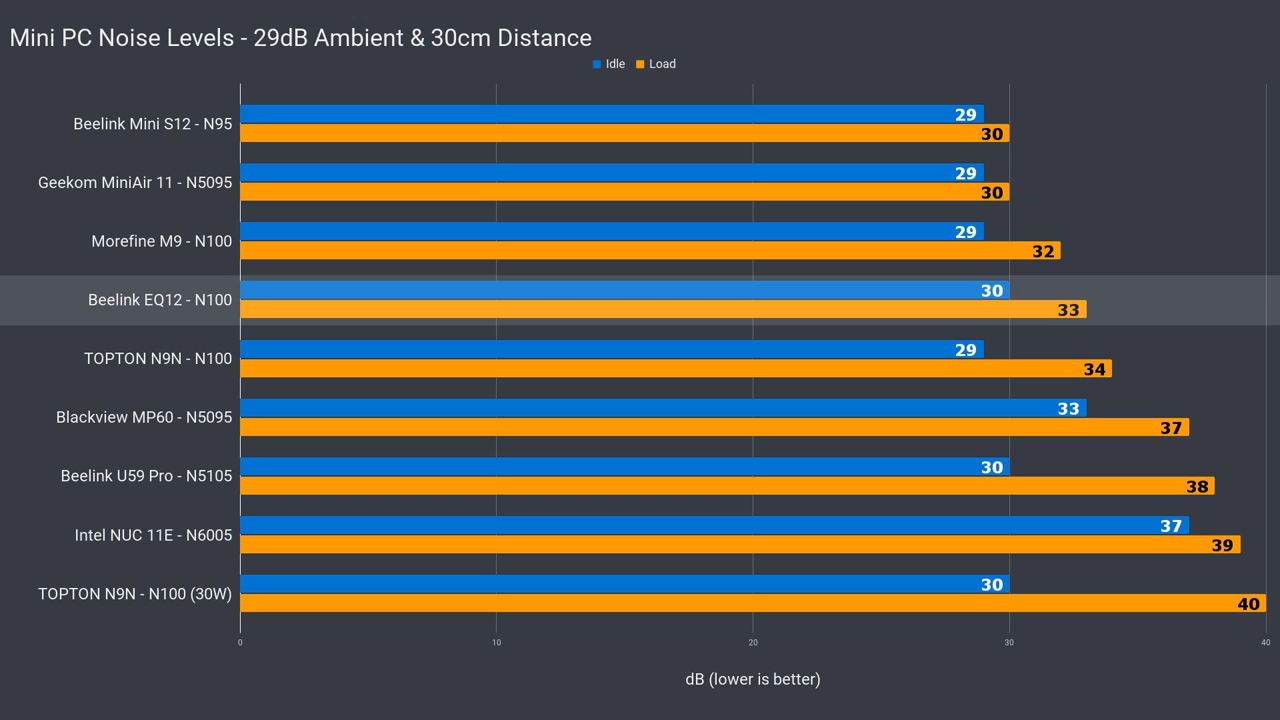 Mini PC Noise Levels - 29dB Ambient & 30cm Distance
Idle Load
Beelink Mini S12 - N95
29
30
Geekom MiniAir 11 - N5095
29
30
Morefine M9 - N100
29
32
Beelink EQ12 - N100
30
33
TOPTON N9N - N100
29
34
Blackview MP60 - N5095
33
37
Beelink U59 Pro - N5105
30
38
Intel NUC 11E - N6005
37
39
TOPTON N9N - N100 (30W)
30
40
0 10 20 30 40
dB (lower is better)